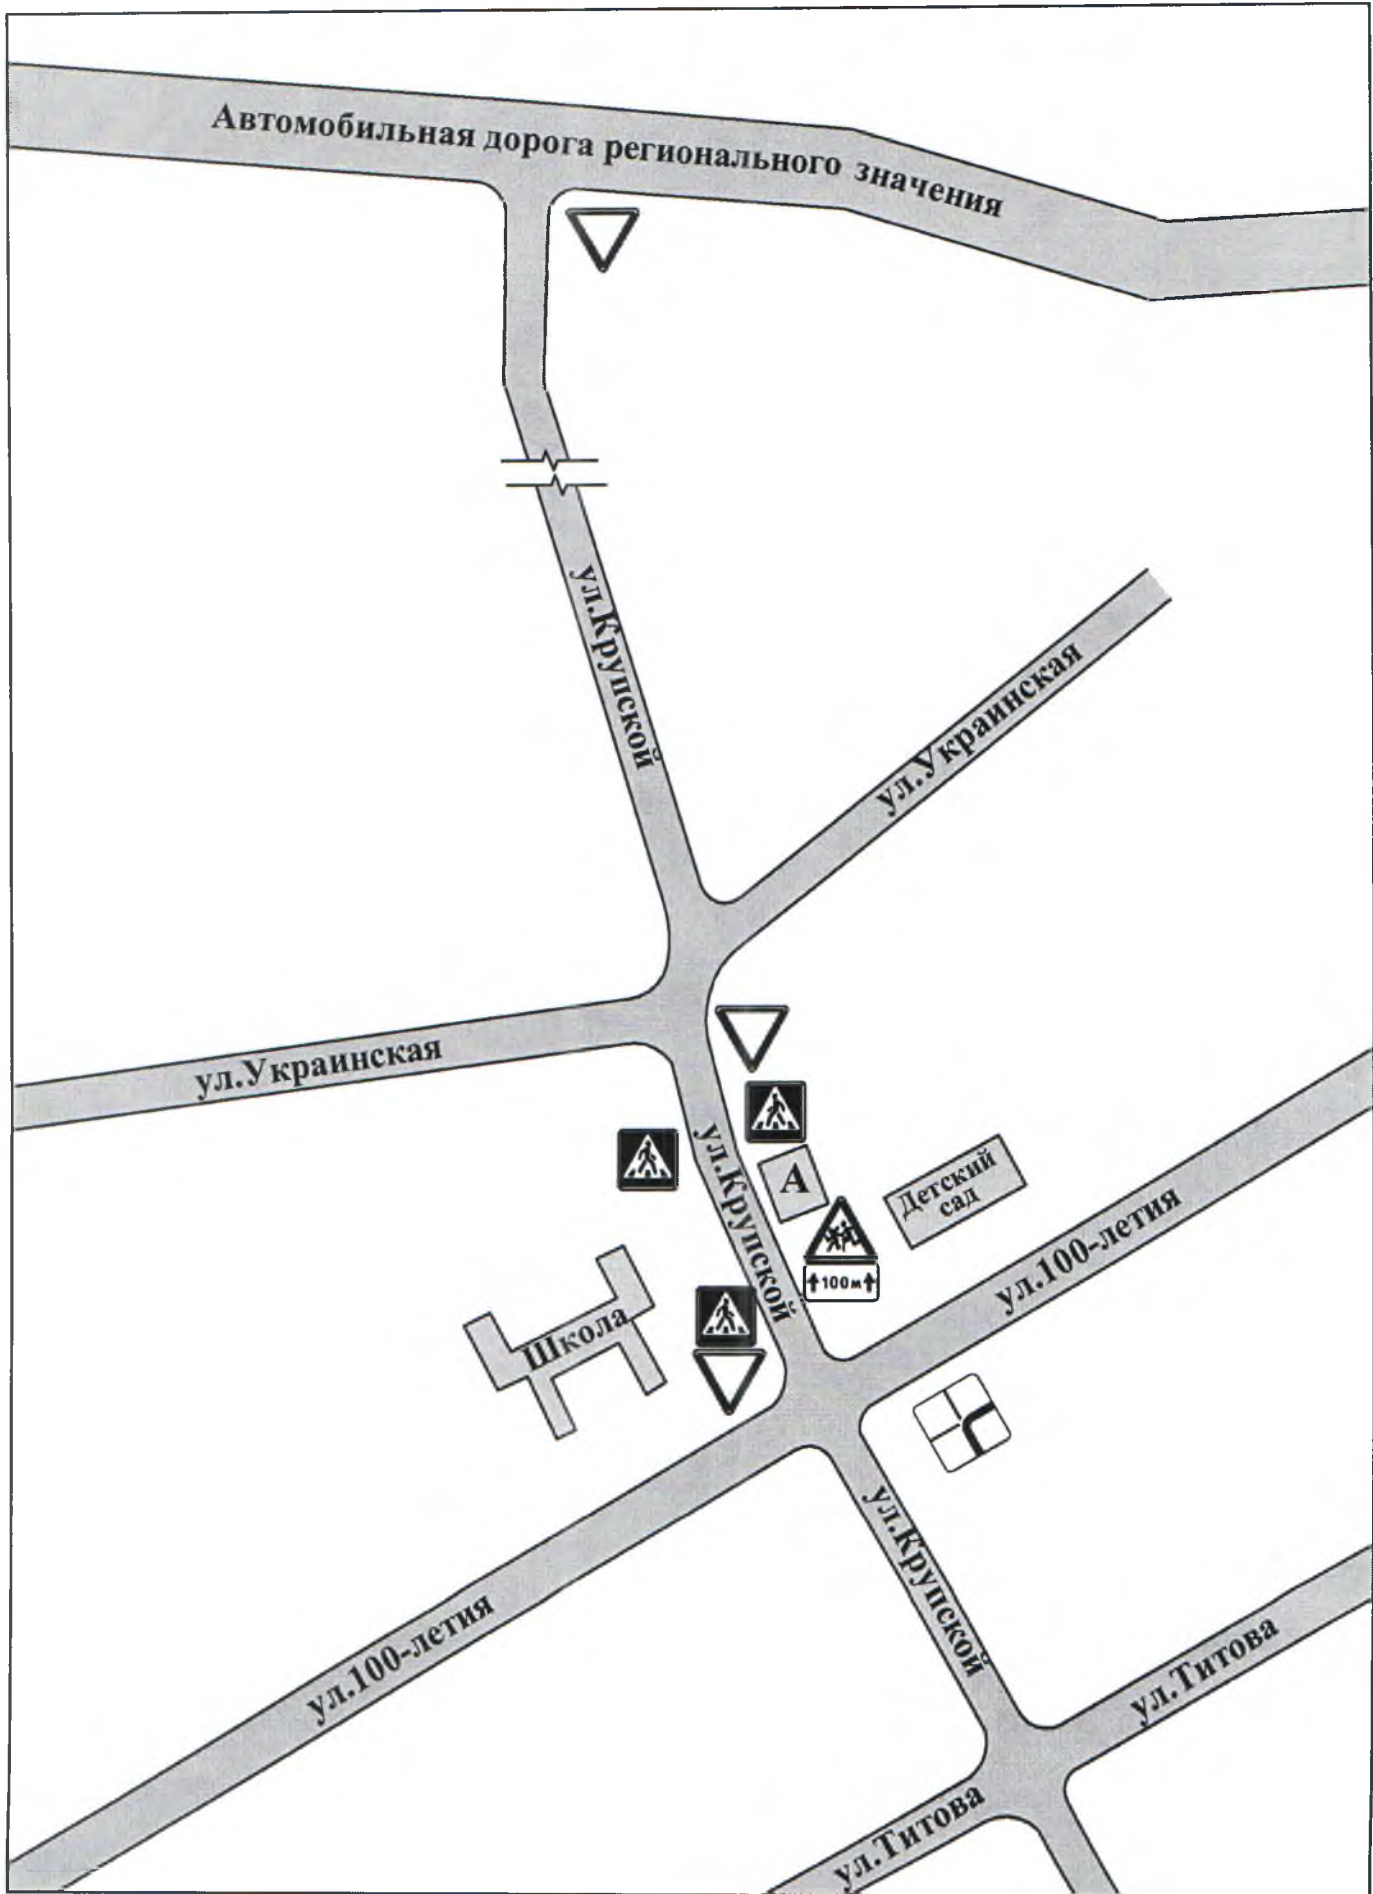 Автомобильная дорога регионального значения
ул.Крупской
ул.Украинская
ул.Украинская
ул.Крупской
А
Детский
сад
100м
ул.100-летия
Школа
ул.Крупской
ул.100-летия
ул.Титова
ул.Титова